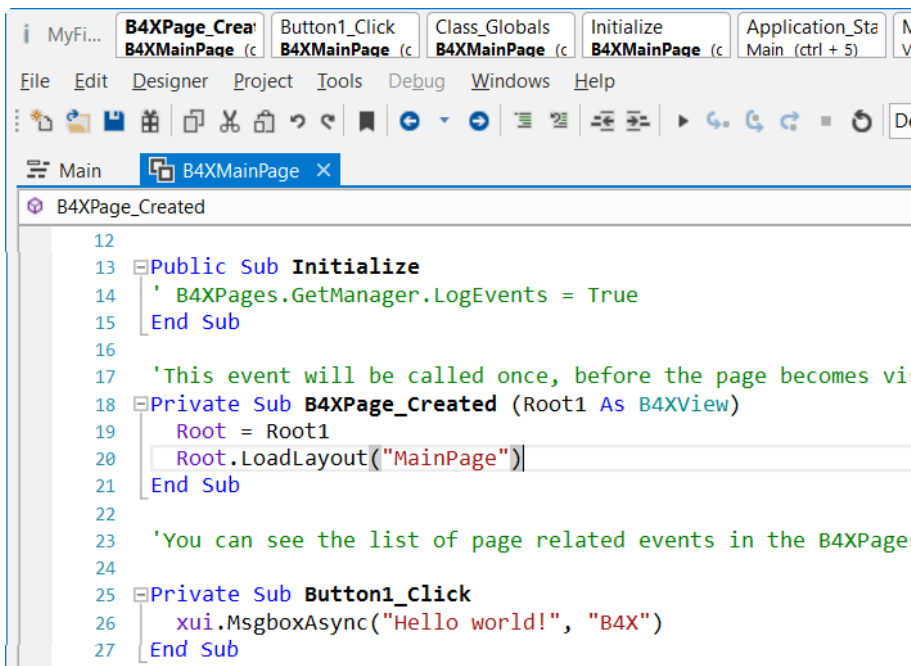 MyFi... B4XPage_Creat Button1_Click Class_Globals Initialize Application_Sta
B4XMainPage (c B4XMainPage (c B4XMainPage (c B4XMainPage (c Main (ctrl + 5)
File Edit Designer Project Tools Debug Windows Help
De
Main B4XMainPage ×
B4XPage_Created
12
13 Public Sub Initialize
14 ' B4XPages.GetManager.LogEvents = True
15 End Sub
16
17 'This event will be called once, before the page becomes vi
18 Private Sub B4XPage_Created (Root1 As B4XView)
19 Root = Root1
20 Root.LoadLayout("MainPage")
21 End Sub
22
23 'You can see the list of page related events in the B4XPage
24
25 Private Sub Button1_Click
26 xui.MsgboxAsync("Hello world!", "B4X")
27 End Sub